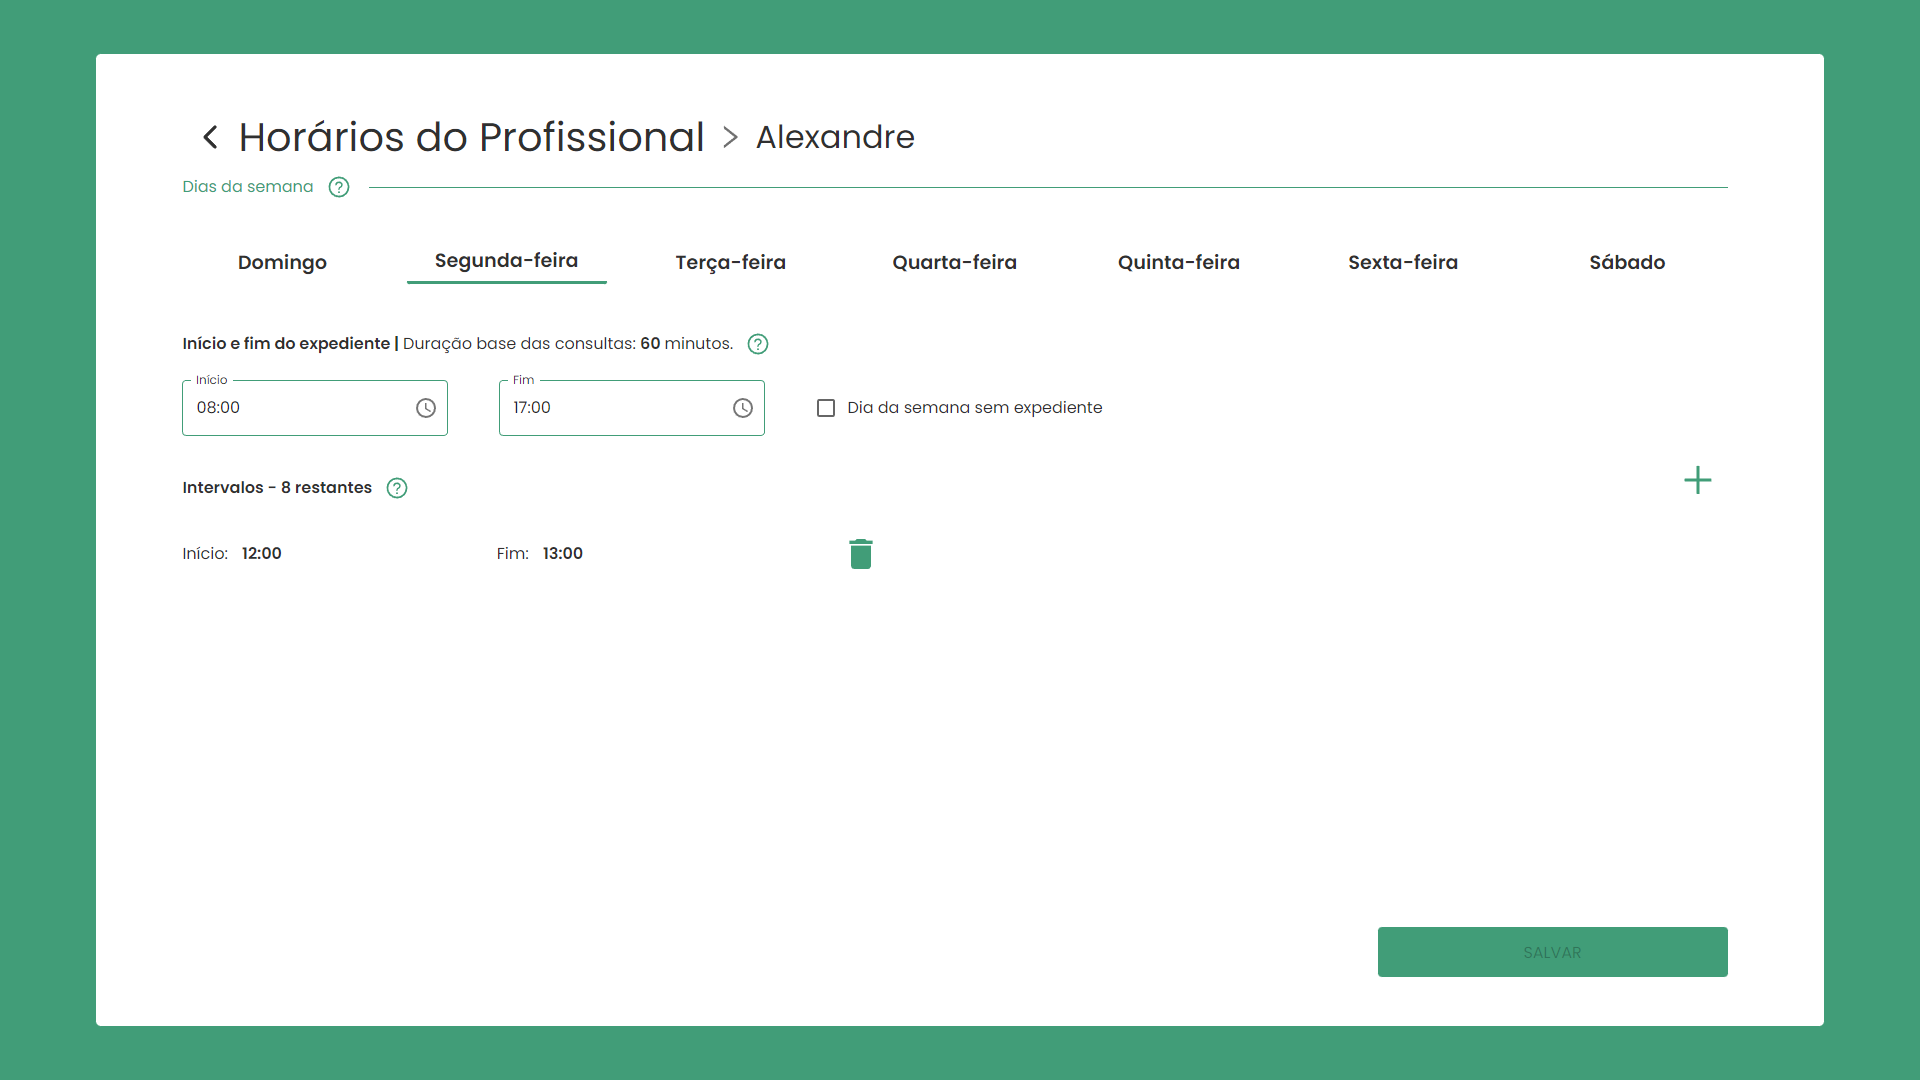 Horários do Profissional > Alexandre
Dias da semana ?
Domingo Segunda-feira Terça-feira Quarta-feira Quinta-feira Sexta-feira Sábado
Início e fim do expediente | Duração base das consultas: 60 minutos. ?
Início Fim
08:00 17:00 Dia da semana sem expediente
Intervalos - 8 restantes ?
Início: 12:00 Fim: 13:00
SALVAR